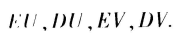 EU, DU, EV, DV.